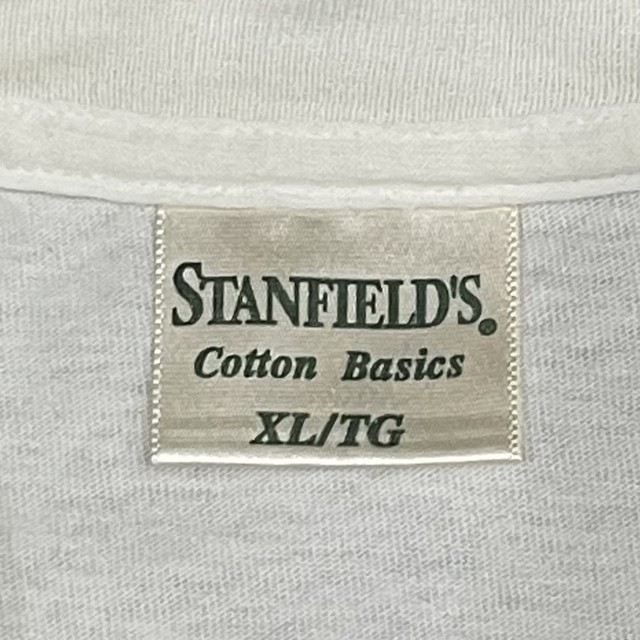 STANFIELD'S®
Cotton Basics
XL/TG